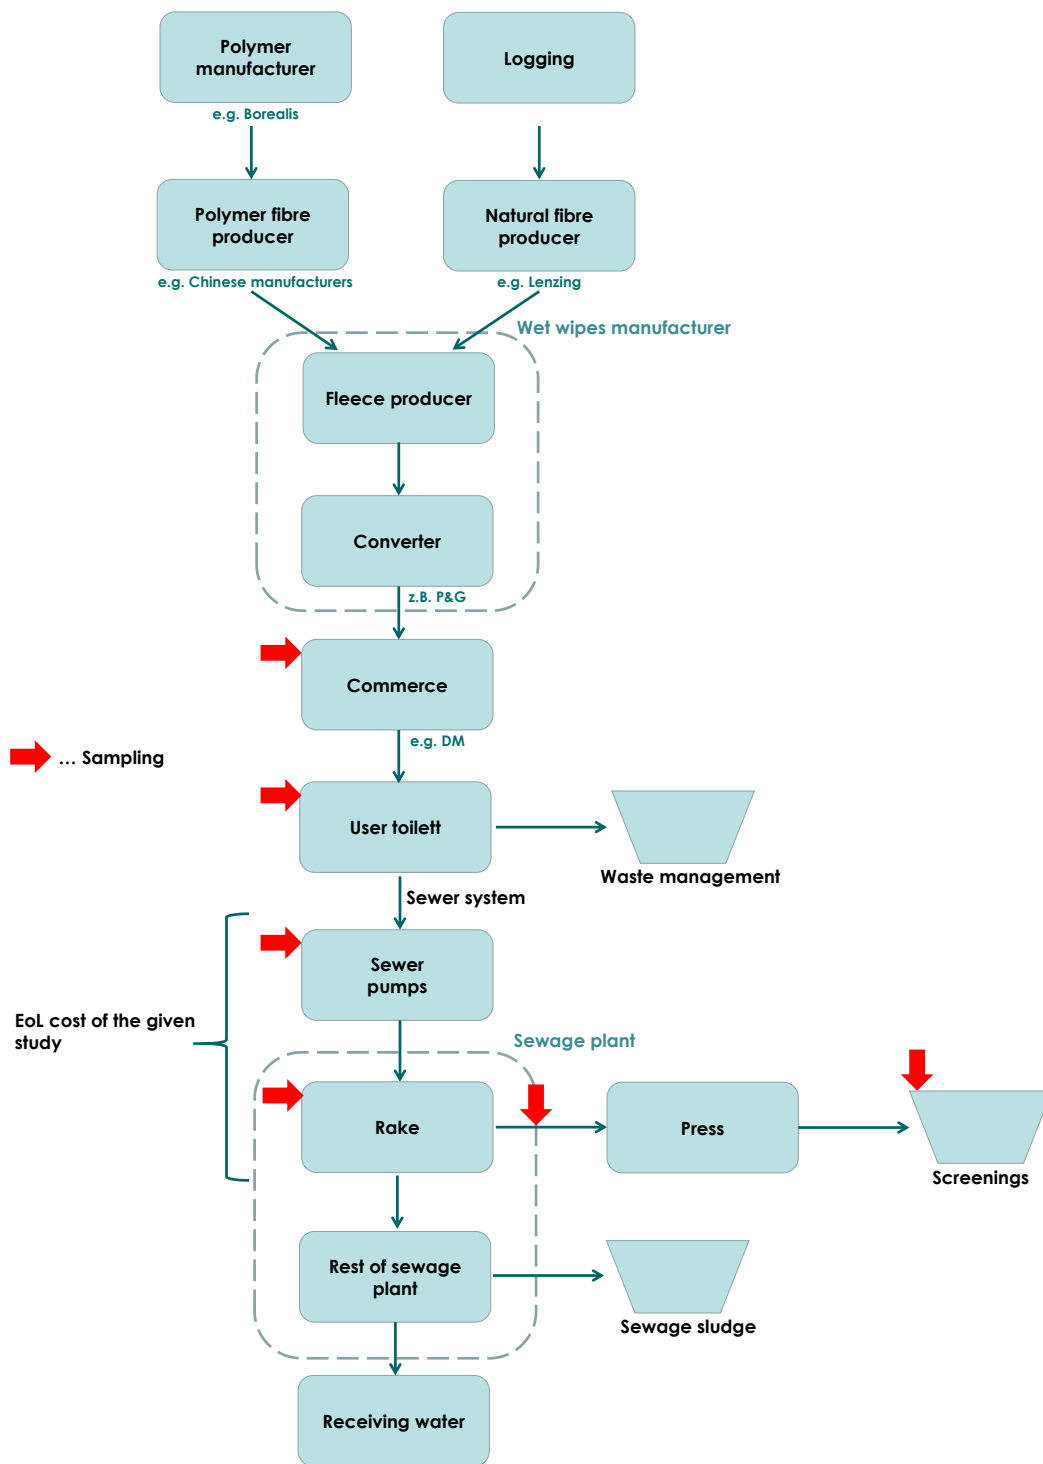 Polymer
manufacturer
Logging
e.g. Borealis
Polymer fibre
producer
Natural fibre
producer
e.g. Chinese manufacturers
e.g. Lenzing
Wet wipes manufacturer
Fleece producer
Converter
z.B. P&G
Commerce
e.g. DM
... Sampling
User toilett
Waste management
Sewer system
Sewer
pumps
EoL cost of the given
study
Sewage plant
Rake
Press
Screenings
Rest of sewage
plant
Sewage sludge
Receiving water